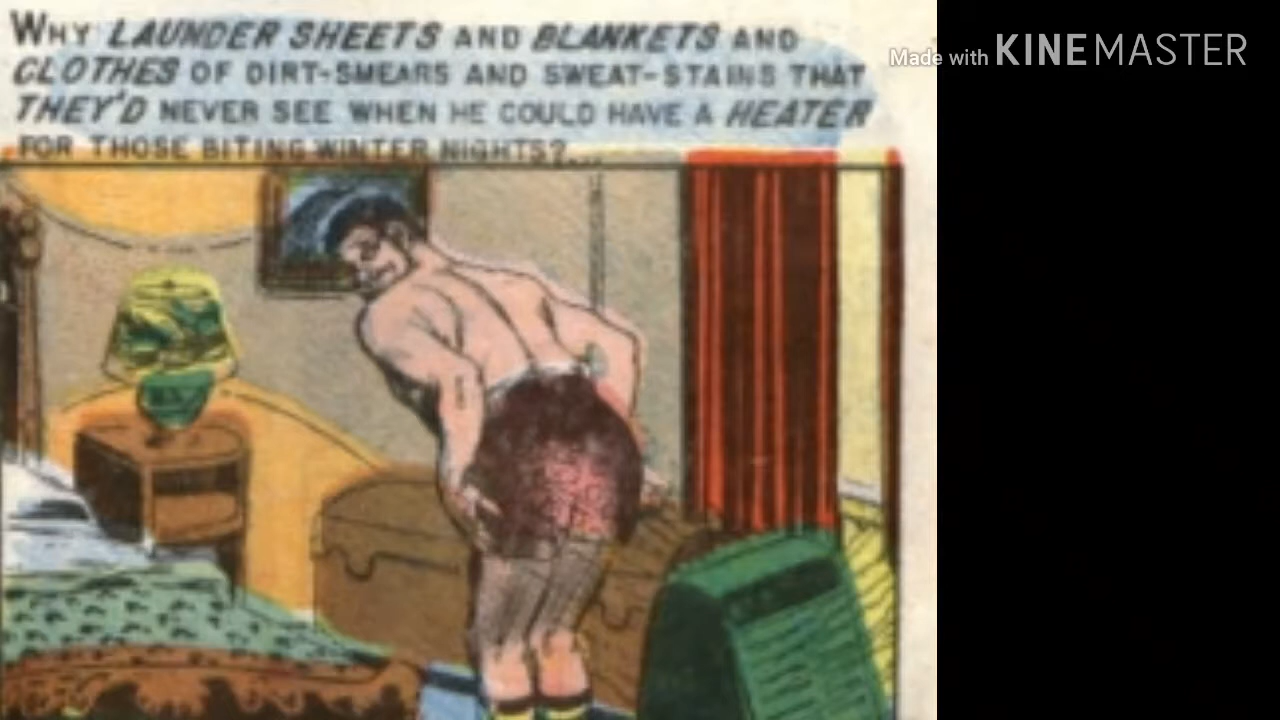 WHY LAUNDER SHEETS AND BLANKETS AND
CLOTHES OF DIRT-SMEARS AND SWEAT-STAINS THAT
THEY'D NEVER SEE WHEN HE COULD HAVE A HEATER
FOR THOSE BITING WINTER NIGHTS?...
Made with KINEMASTER